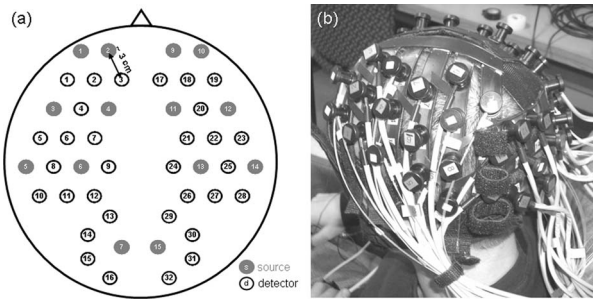 (a)
(b)
1 2 9 10
~ 3 cm
1 2 3 17 18 19
3 4 4 11 20 12
5 6 7 21 22 23
5 8 6 9 24 13 25 14
10 11 12 26 27 28
13 29
14 30
7 15
15 31
16 32
s source
d detector